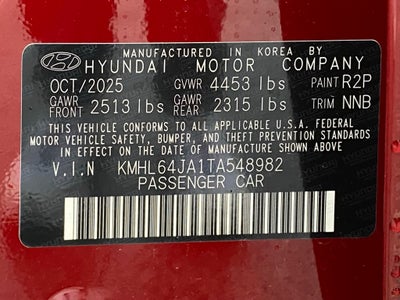 MANUFACTURED IN KOREA BY
HYUNDAI MOTOR COMPANY
OCT/2025 GVWR 4453 lbs PAINT R2P
GAWR FRONT 2513 lbs GAWR REAR 2315 lbs TRIM NNB
THIS VEHICLE CONFORMS TO ALL APPLICABLE U.S.A. FEDERAL
MOTOR VEHICLE SAFETY, BUMPER, AND THEFT PREVENTION
STANDARDS IN EFFECT ON THE DATE OF MANUFACTURE SHOWN ABOVE
V.I.N KMHL64JA1TA548982
PASSENGER CAR